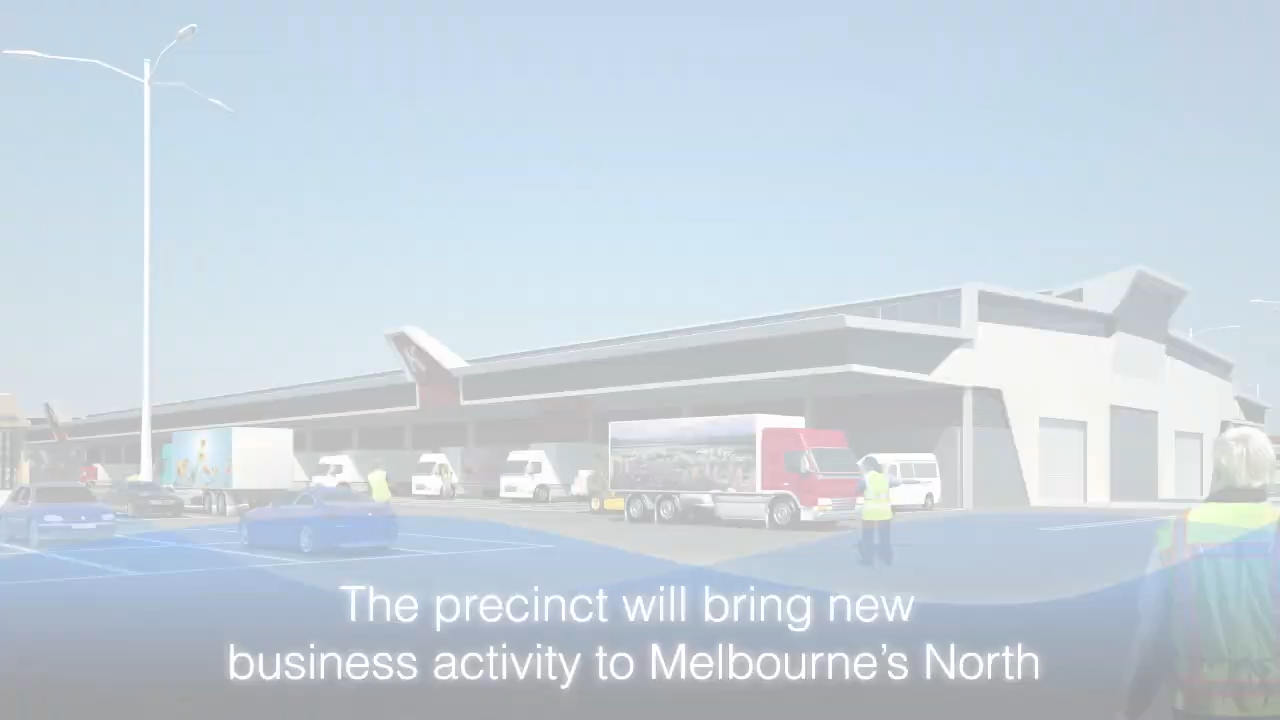 The precinct will bring new
business activity to Melbourne’s North